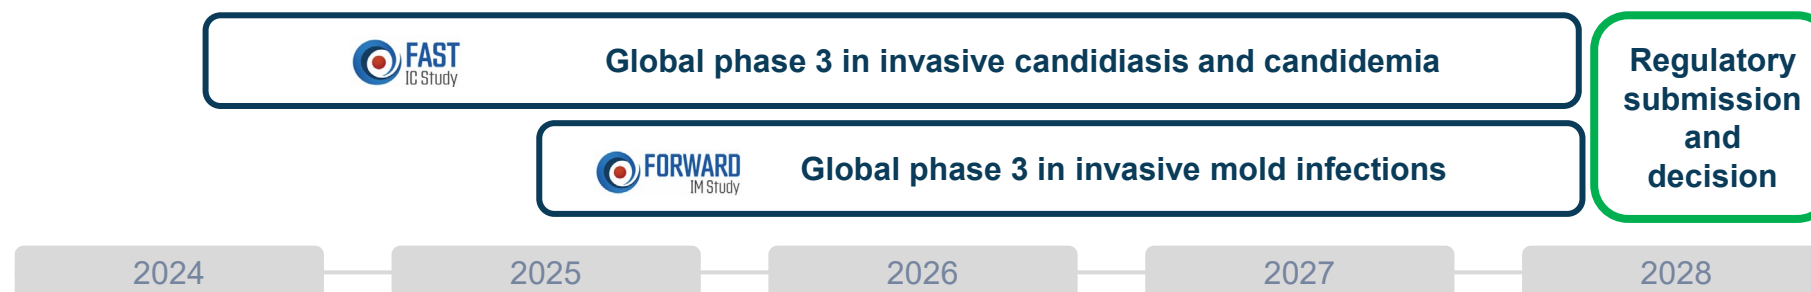 FAST
IC Study
Global phase 3 in invasive candidiasis and candidemia
FORWARD
IM Study
Global phase 3 in invasive mold infections
Regulatory
submission
and
decision
2024
2025
2026
2027
2028